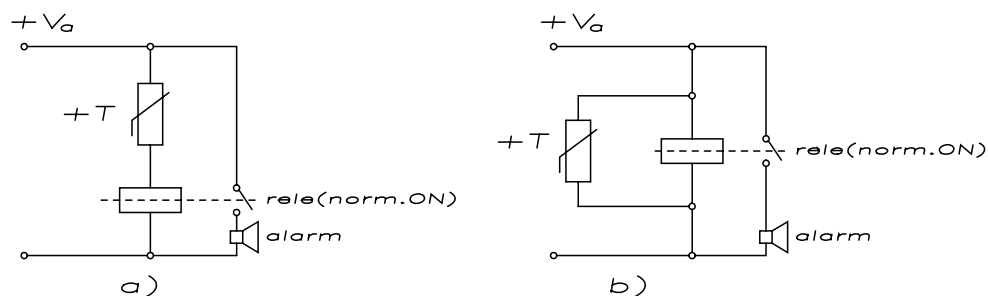 +Va
+T
rele(norm.ON)
alarm
a)
+Va
+T
rele(norm.ON)
alarm
b)